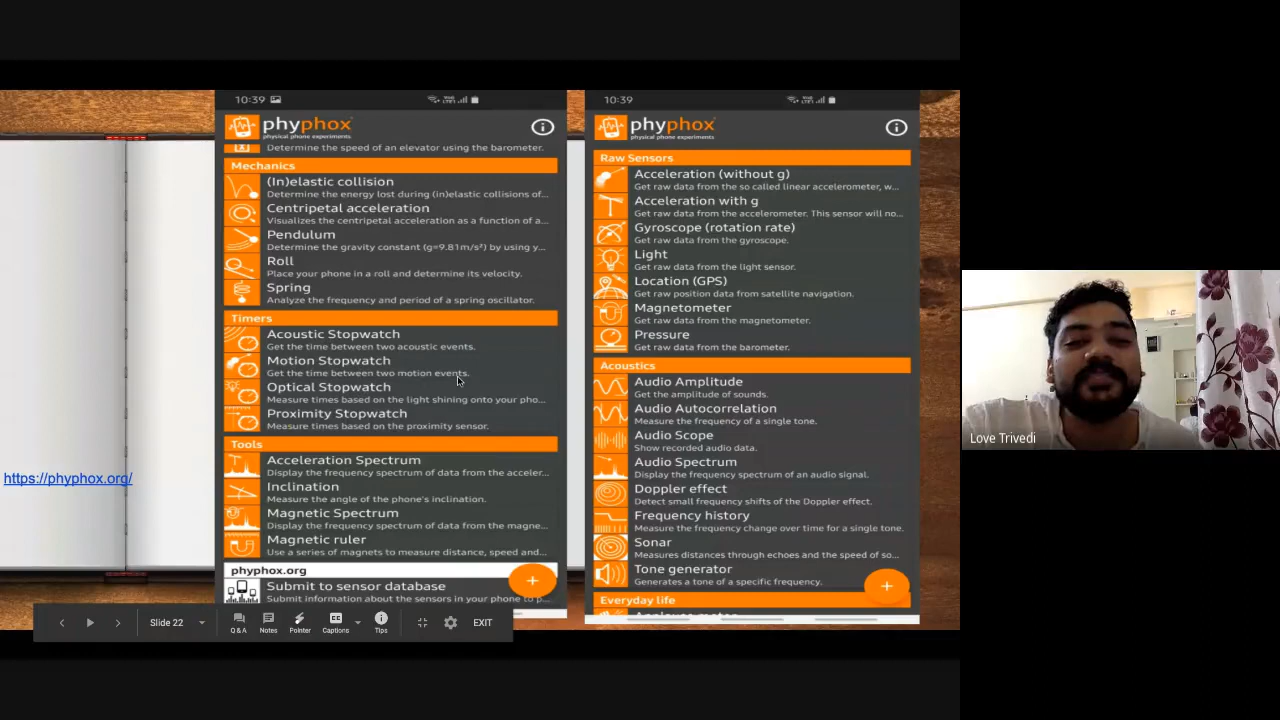 10:39
phyphox
physical phone experiments.
Determine the speed of an elevator using the barometer.
Mechanics
(In)elastic collision
Determine the energy lost during (in)elastic collisions of...
Centripetal acceleration
Visualizes the centripetal acceleration as a function of a...
Pendulum
Determine the gravity constant (g=9.81m/s²) by using y...
Roll
Place your phone in a roll and determine its velocity.
Spring
Analyze the frequency and period of a spring oscillator.
Timers
Acoustic Stopwatch
Get the time between two acoustic events.
Motion Stopwatch
Get the time between two motion events.
Optical Stopwatch
Measure times based on the light shining onto your pho...
Proximity Stopwatch
Measure times based on the proximity sensor.
Tools
Acceleration Spectrum
Display the frequency spectrum of data from the acceler...
Inclination
Measure the angle of the phone's inclination.
Magnetic Spectrum
Display the frequency spectrum of data from the magne...
Magnetic ruler
Use a series of magnets to measure distance, speed and...
phyphox.org
Submit to sensor database
Submit information about the sensors in your phone to p...
10:39
phyphox
physical phone experiments
Raw Sensors
Acceleration (without g)
Get raw data from the so called linear accelerometer, w...
Acceleration with g
Get raw data from the accelerometer. This sensor will no...
Gyroscope (rotation rate)
Get raw data from the gyroscope.
Light
Get raw data from the light sensor.
Location (GPS)
Get raw position data from satellite navigation.
Magnetometer
Get raw data from the magnetometer.
Pressure
Get raw data from the barometer.
Acoustics
Audio Amplitude
Get the amplitude of sounds.
Audio Autocorrelation
Measure the frequency of a single tone.
Audio Scope
Show recorded audio data.
Audio Spectrum
Display the frequency spectrum of an audio signal.
Doppler effect
Detect small frequency shifts of the Doppler effect.
Frequency history
Measure the frequency change over time for a single tone.
Sonar
Measures distances through echoes and the speed of so...
Tone generator
Generates a tone of a specific frequency.
Everyday life
https://phyphox.org/
Slide 22
Q & A
Notes
Pointer
Captions
Tips
EXIT
Love Trivedi